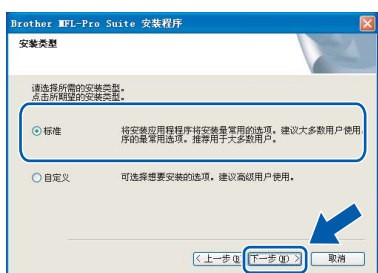 Brother MFL-Pro Suite 安装程序
安装类型
请选择所需的安装类型。
点击所期望的安装类型。
标准
将安装应用程程序将安装是常用的选项。建议大多数用户使用.
序的最常用选项。推荐用于大多数用户。
自定义
可选择想要安装的选项。建议高级用户使用。
<上一步(B)
下一步(N)>
取消